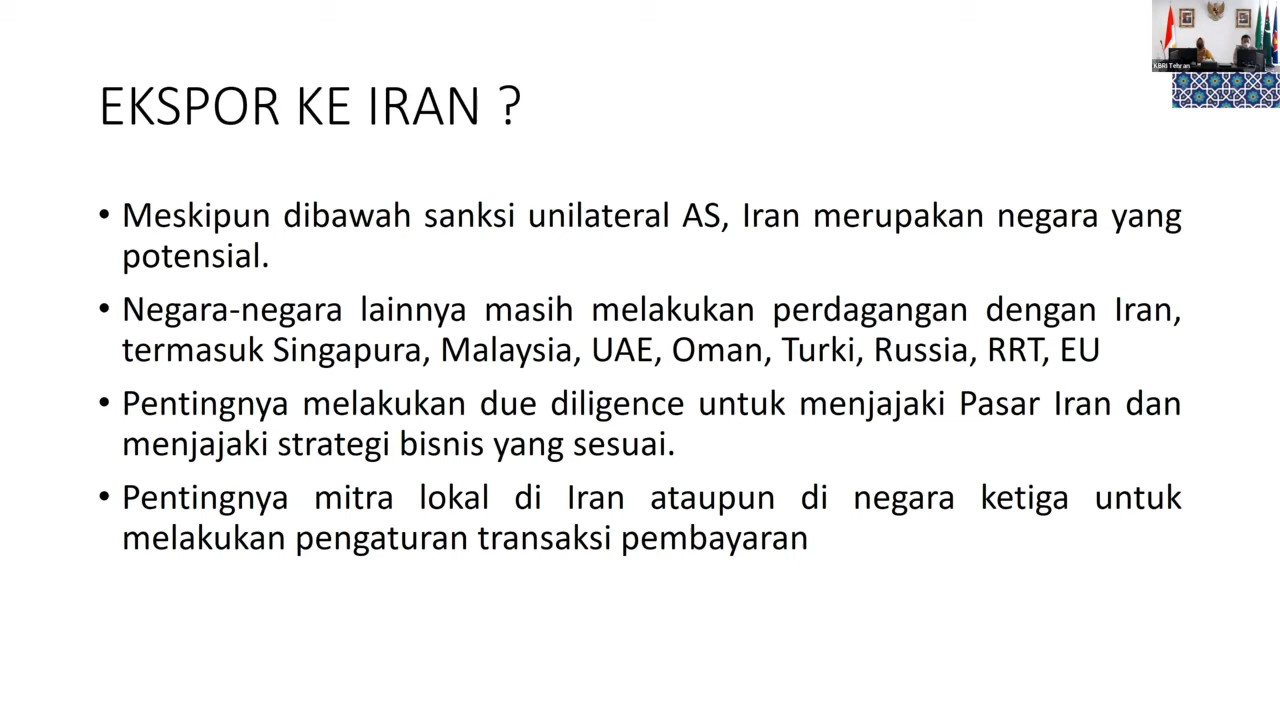 KBRI Tehran
EKSPOR KE IRAN ?
• Meskipun dibawah sanksi unilateral AS, Iran merupakan negara yang
potensial.
• Negara-negara lainnya masih melakukan perdagangan dengan Iran,
termasuk Singapura, Malaysia, UAE, Oman, Turki, Russia, RRT, EU
• Pentingnya melakukan due diligence untuk menjajaki Pasar Iran dan
menjajaki strategi bisnis yang sesuai.
• Pentingnya mitra lokal di Iran ataupun di negara ketiga untuk
melakukan pengaturan transaksi pembayaran